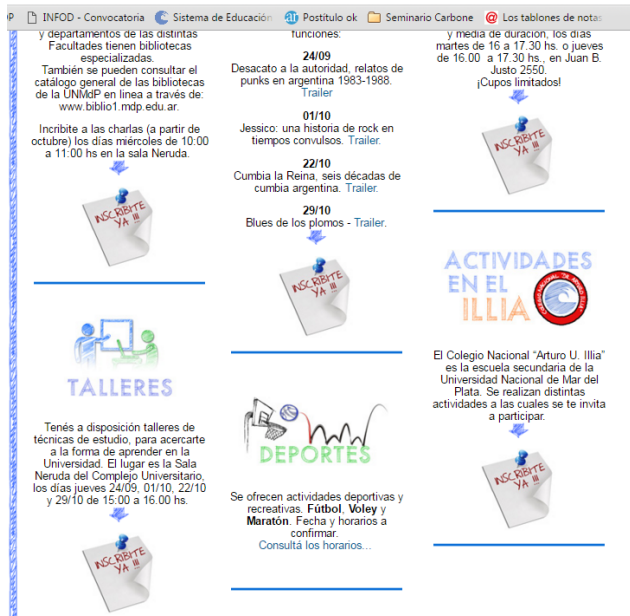 INFOD - Convocatoria
Sistema de Educación
Postítulo ok
Seminario Carbone
Los tablones de notas
y departamentos de las distintas
Facultades tienen bibliotecas
especializadas.
También se pueden consultar el
catálogo general de las bibliotecas
de la UNMdP en linea a través de:
www.biblio1.mdp.edu.ar.
Incribite a las charlas (a partir de
octubre) los días miércoles de 10:00
a 11:00 hs en la sala Neruda.
INSCRIBITE
YA !!!
TALLERES
Tenés a disposición talleres de
técnicas de estudio, para acercarte
a la forma de aprender en la
Universidad. El lugar es la Sala
Neruda del Complejo Universitario,
los días jueves 24/09, 01/10, 22/10
y 29/10 de 15:00 a 16.00 hs.
INSCRIBITE
YA !!!
funciones:
24/09
Desacato a la autoridad, relatos de
punks en argentina 1983-1988.
Trailer
01/10
Jessico: una historia de rock en
tiempos convulsos. Trailer.
22/10
Cumbia la Reina, seis décadas de
cumbia argentina. Trailer.
29/10
Blues de los plomos - Trailer.
INSCRIBITE
YA !!!
DEPORTES
Se ofrecen actividades deportivas y
recreativas. Fútbol, Voley y
Maratón. Fecha y horarios a
confirmar.
Consultá los horarios...
y media de duración, los días
martes de 16 a 17.30 hs. o jueves
de 16.00 a 17.30 hs., en Juan B.
Justo 2550.
¡Cupos limitados!
INSCRIBITE
YA !!!
ACTIVIDADES
EN EL
ILLIA
El Colegio Nacional “Arturo U. Illia”
es la escuela secundaria de la
Universidad Nacional de Mar del
Plata. Se realizan distintas
actividades a las cuales se te invita
a participar.
INSCRIBITE
YA !!!